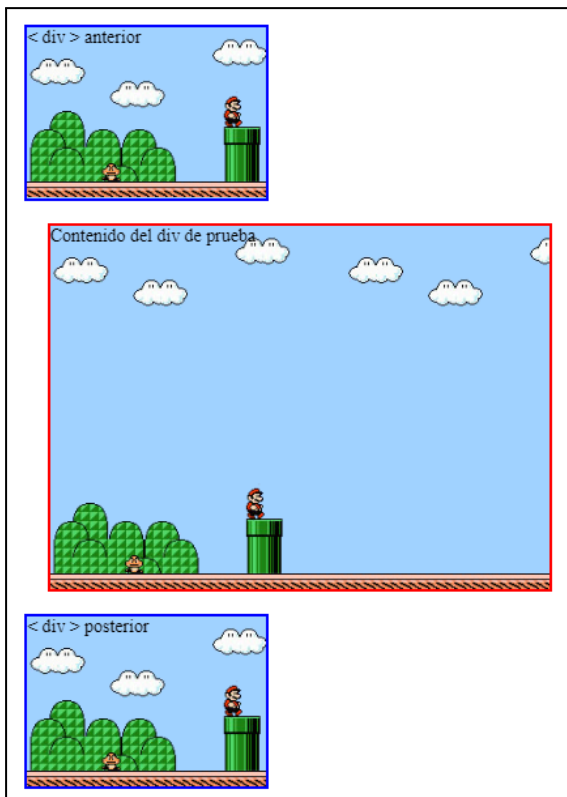 < div > anterior
Contenido del div de prueba
< div > posterior